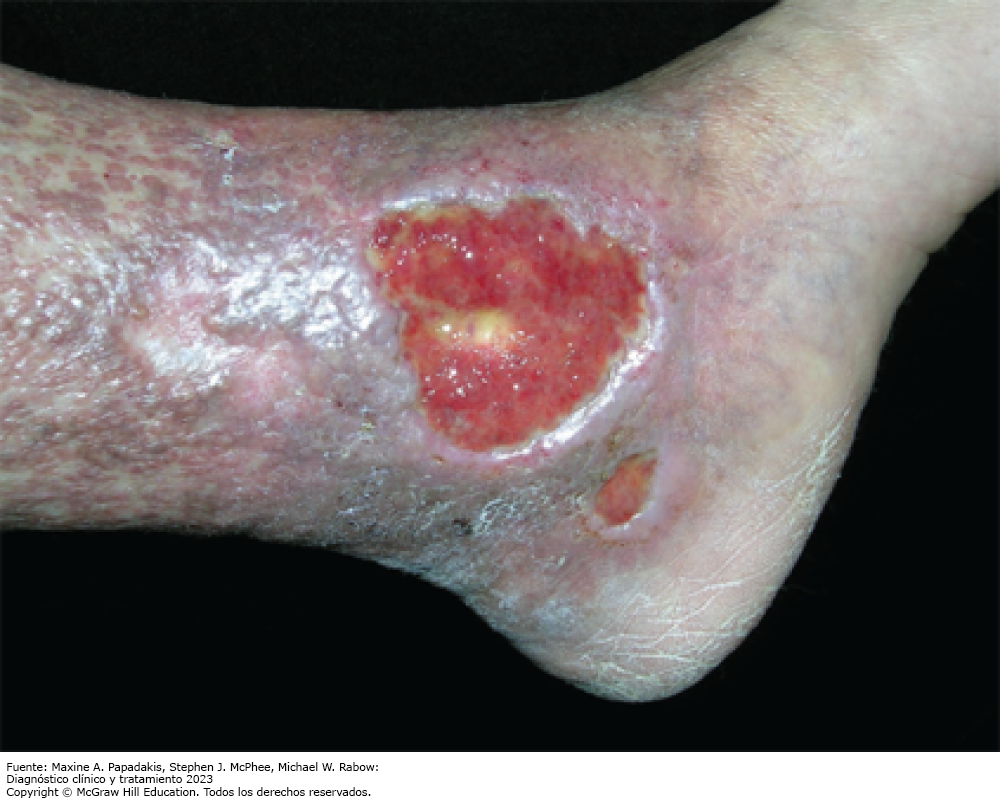 Fuente: Maxine A. Papadakis, Stephen J. McPhee, Michael W. Rabow:
Diagnóstico clínico y tratamiento 2023
Copyright © McGraw Hill Education. Todos los derechos reservados.